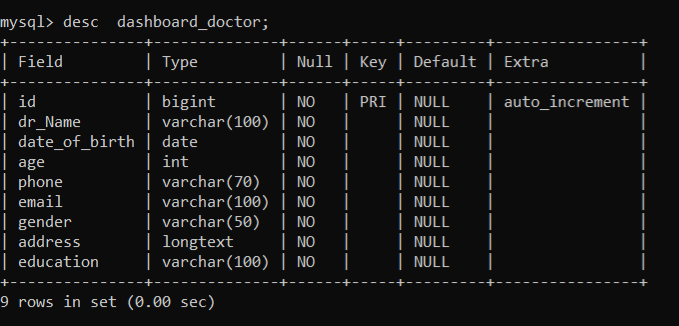 mysql> desc  dashboard_doctor;
+---------------+--------------+------+-----+---------+----------------+
| Field         | Type         | Null | Key | Default | Extra          |
+---------------+--------------+------+-----+---------+----------------+
| id            | bigint       | NO   | PRI | NULL    | auto_increment |
| dr_Name       | varchar(100) | NO   |     | NULL    |                |
| date_of_birth | date         | NO   |     | NULL    |                |
| age           | int          | NO   |     | NULL    |                |
| phone         | varchar(70)  | NO   |     | NULL    |                |
| email         | varchar(100) | NO   |     | NULL    |                |
| gender        | varchar(50)  | NO   |     | NULL    |                |
| address       | longtext     | NO   |     | NULL    |                |
| education     | varchar(100) | NO   |     | NULL    |                |
+---------------+--------------+------+-----+---------+----------------+
9 rows in set (0.00 sec)